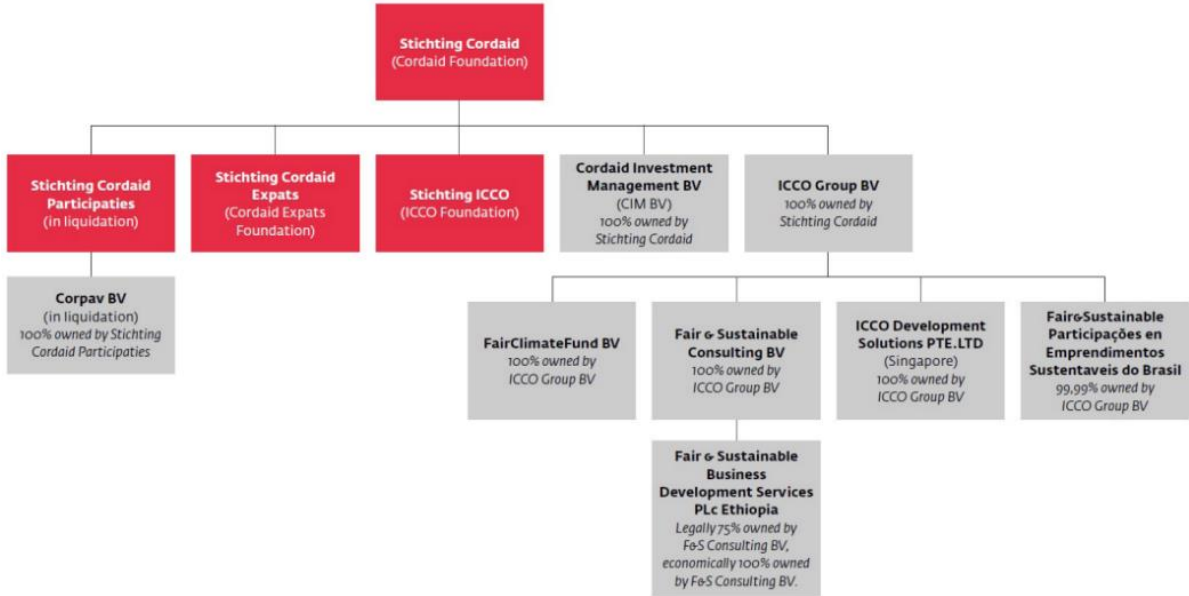 Stichting Cordaid
(Cordaid Foundation)
Stichting Cordaid
Participaties
(in liquidation)
Stichting Cordaid
Expats
(Cordaid Expats
Foundation)
Stichting ICCO
(ICCO Foundation)
Cordaid Investment
Management BV
(CIM BV)
100% owned by
Stichting Cordaid
ICCO Group BV
100% owned by
Stichting Cordaid
Corpav BV
(in liquidation)
100% owned by Stichting
Cordaid Participaties
FairClimateFund BV
100% owned by
ICCO Group BV
Fair & Sustainable
Consulting BV
100% owned by
ICCO Group BV
ICCO Development
Solutions PTE.LTD
(Singapore)
100% owned by
ICCO Group BV
Fair&Sustainable
Participações en
Emprendimentos
Sustentaveis do Brasil
99,99% owned by
ICCO Group BV
Fair & Sustainable
Business
Development Services
PLc Ethiopia
Legally 75% owned by
F&S Consulting BV,
economically 100% owned
by F&S Consulting BV.